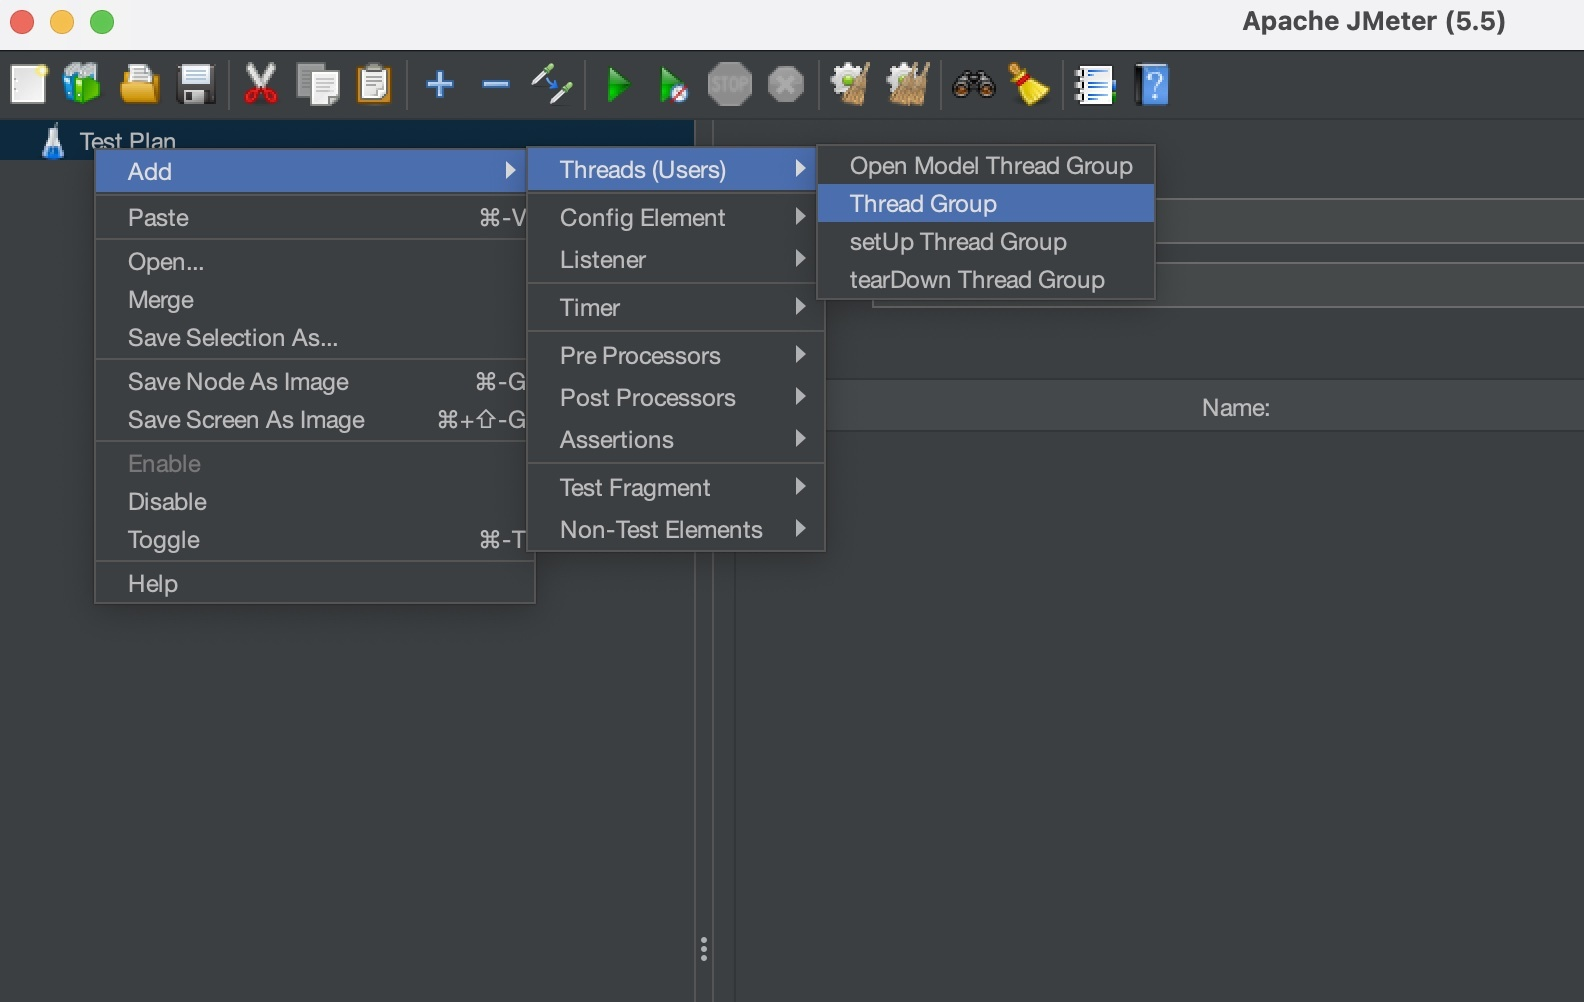 Apache JMeter (5.5)
STOP
?
Test Plan
Add
Paste ⌘-V
Open...
Merge
Save Selection As...
Save Node As Image ⌘-G
Save Screen As Image ⌘+⇧-G
Enable
Disable
Toggle ⌘-T
Help
Threads (Users)
Config Element
Listener
Timer
Pre Processors
Post Processors
Assertions
Test Fragment
Non-Test Elements
Open Model Thread Group
Thread Group
setUp Thread Group
tearDown Thread Group
Name: